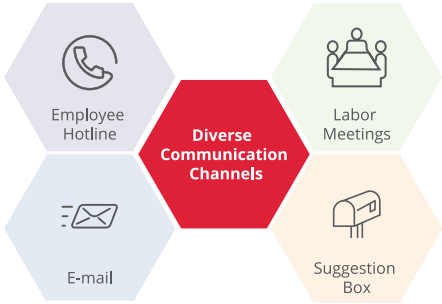 Employee
Hotline
Labor
Meetings
Diverse
Communication
Channels
E-mail
Suggestion
Box